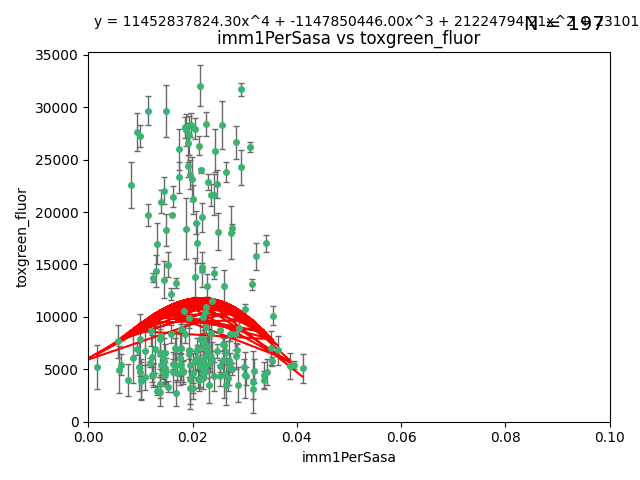 y = 11452837824.30x^4 + -1147850446.00x^3 +
N = 197
imm1PerSasa vs toxgreen_fluor
35000
30000
25000
20000
15000
10000
5000
0
toxgreen_fluor
0.00 0.02 0.04 0.06 0.08 0.10
imm1PerSasa